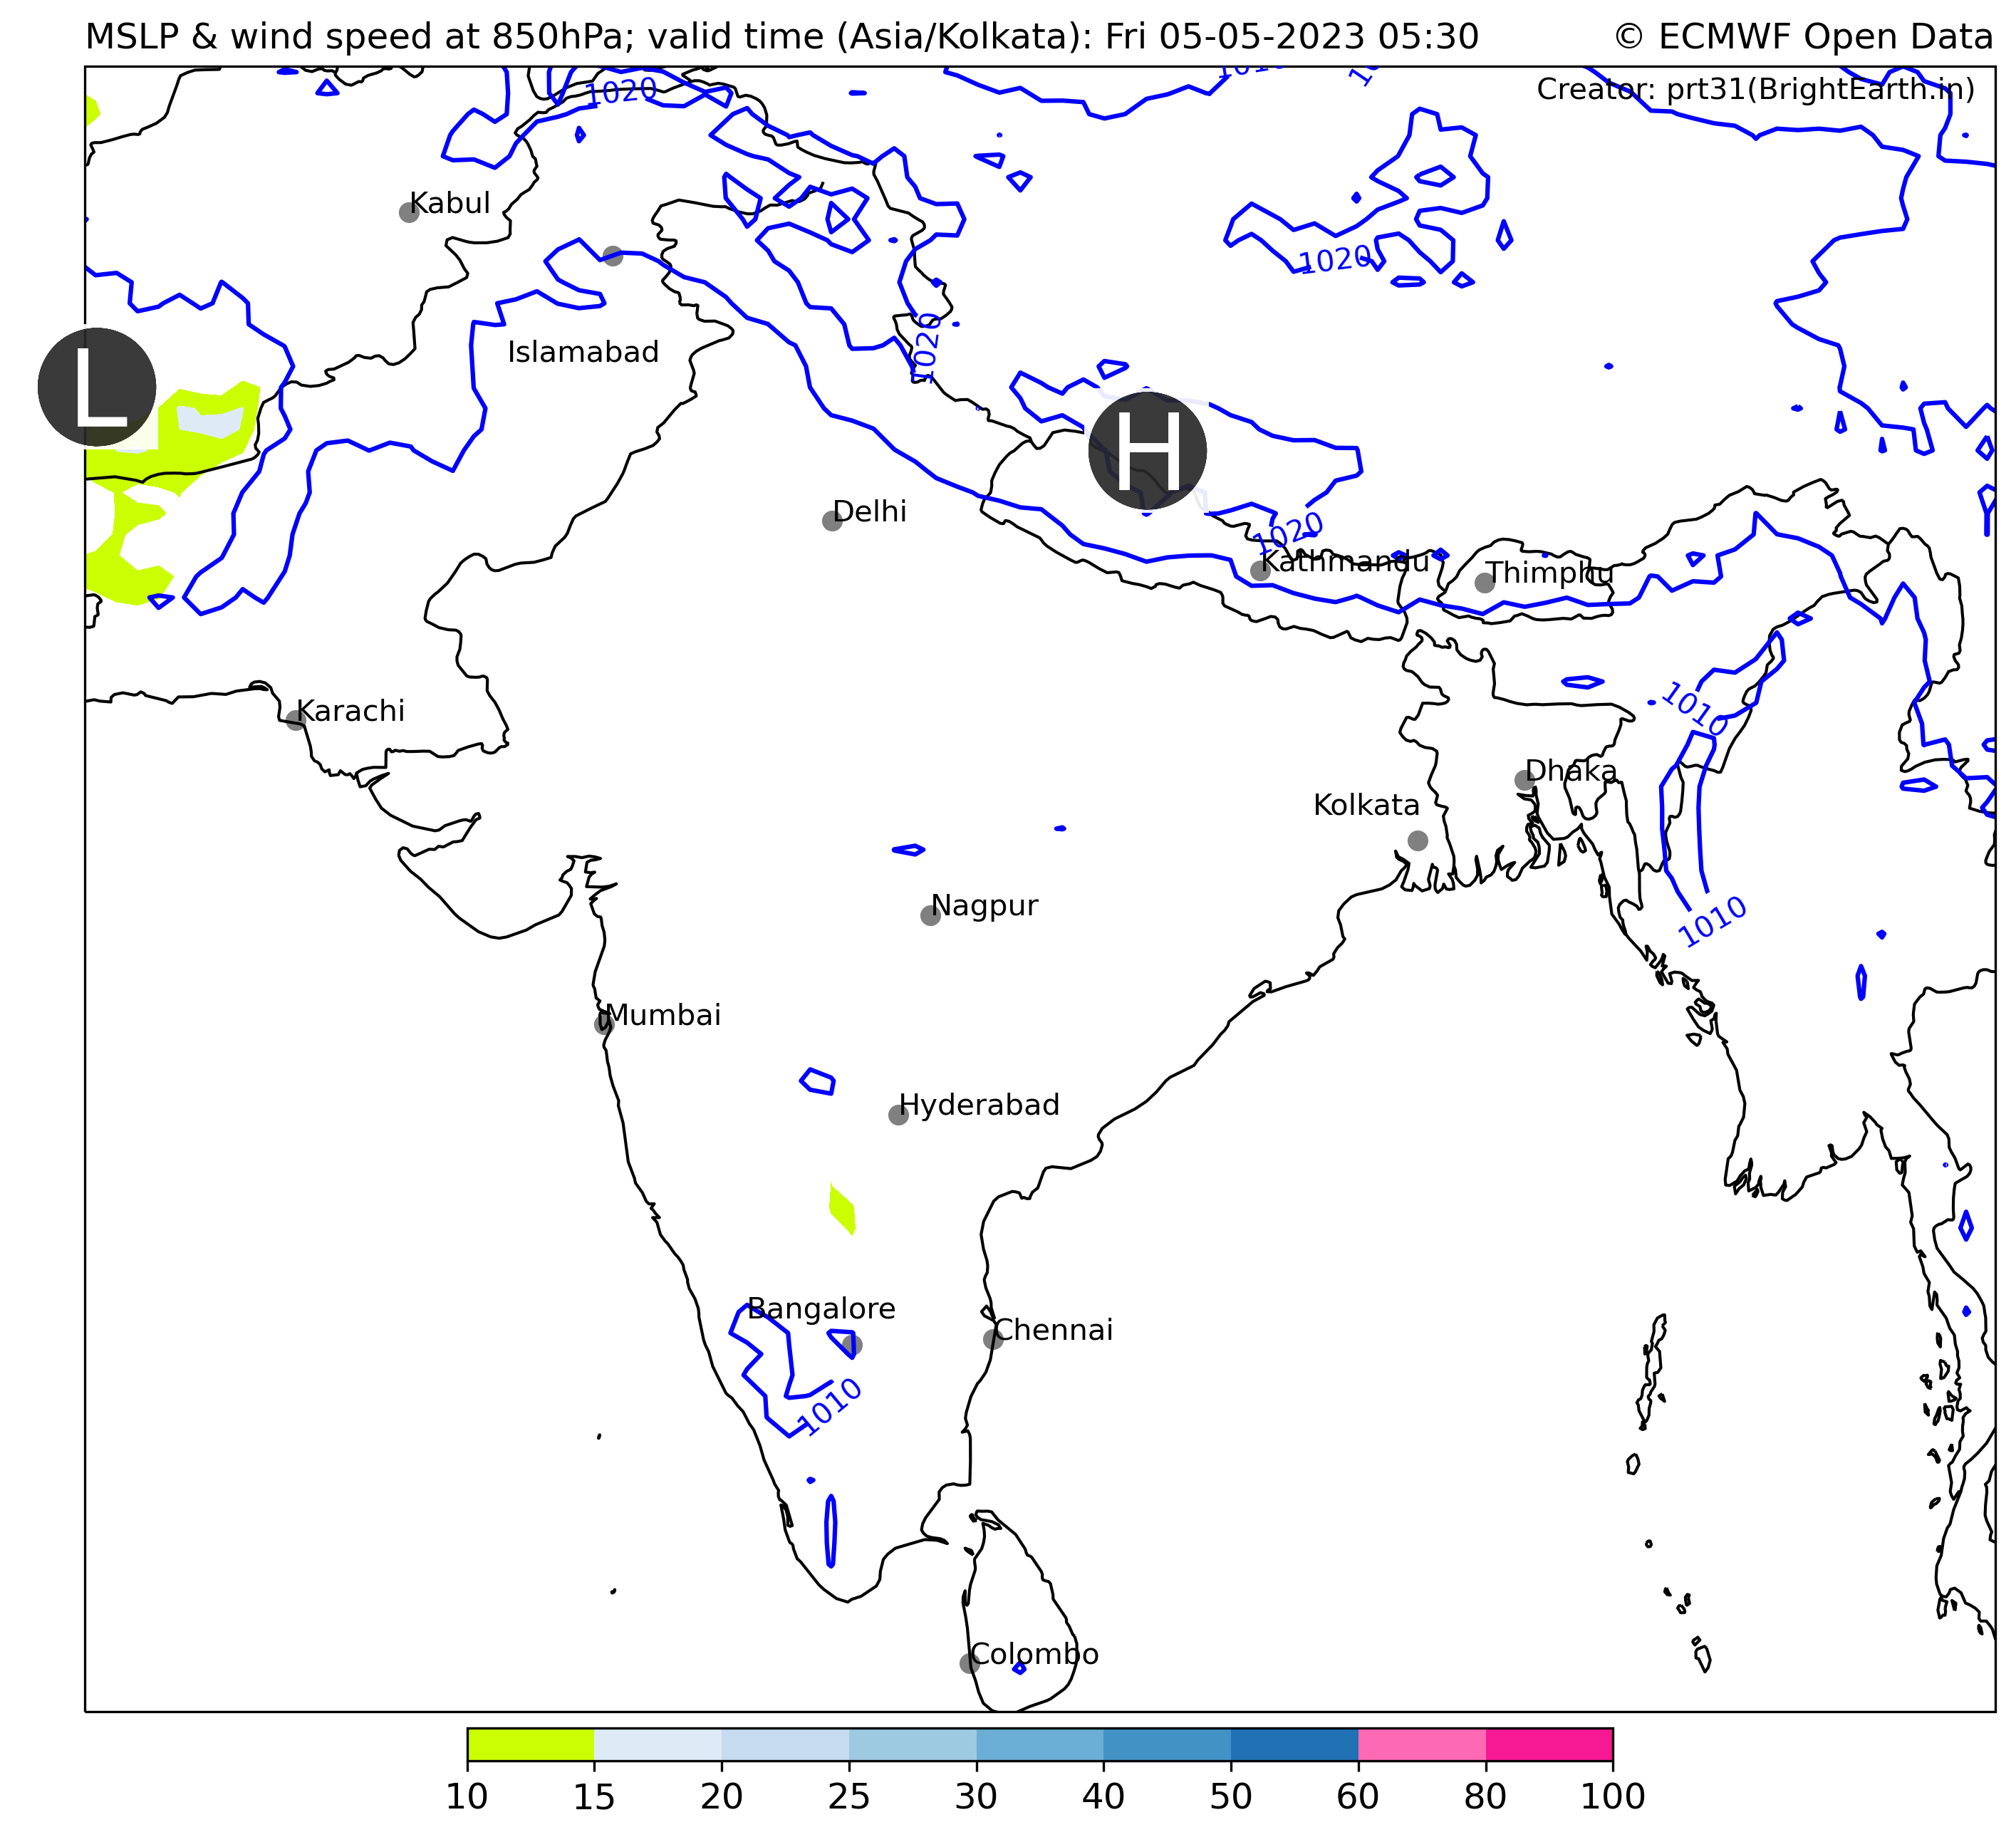 MSLP & wind speed at 850hPa; valid time (Asia/Kolkata): Fri 05-05-2023 05:30
© ECMWF Open Data
Creator: prt31(BrightEarth.in)
1020
Kabul
1020
L
1020
Islamabad
H
Delhi
1020
Kathmandu
Thimphu
1010
Karachi
Dhaka
Kolkata
Nagpur
1010
Mumbai
Hyderabad
Bangalore
Chennai
1010
Colombo
10 15 20 25 30 40 50 60 80 100